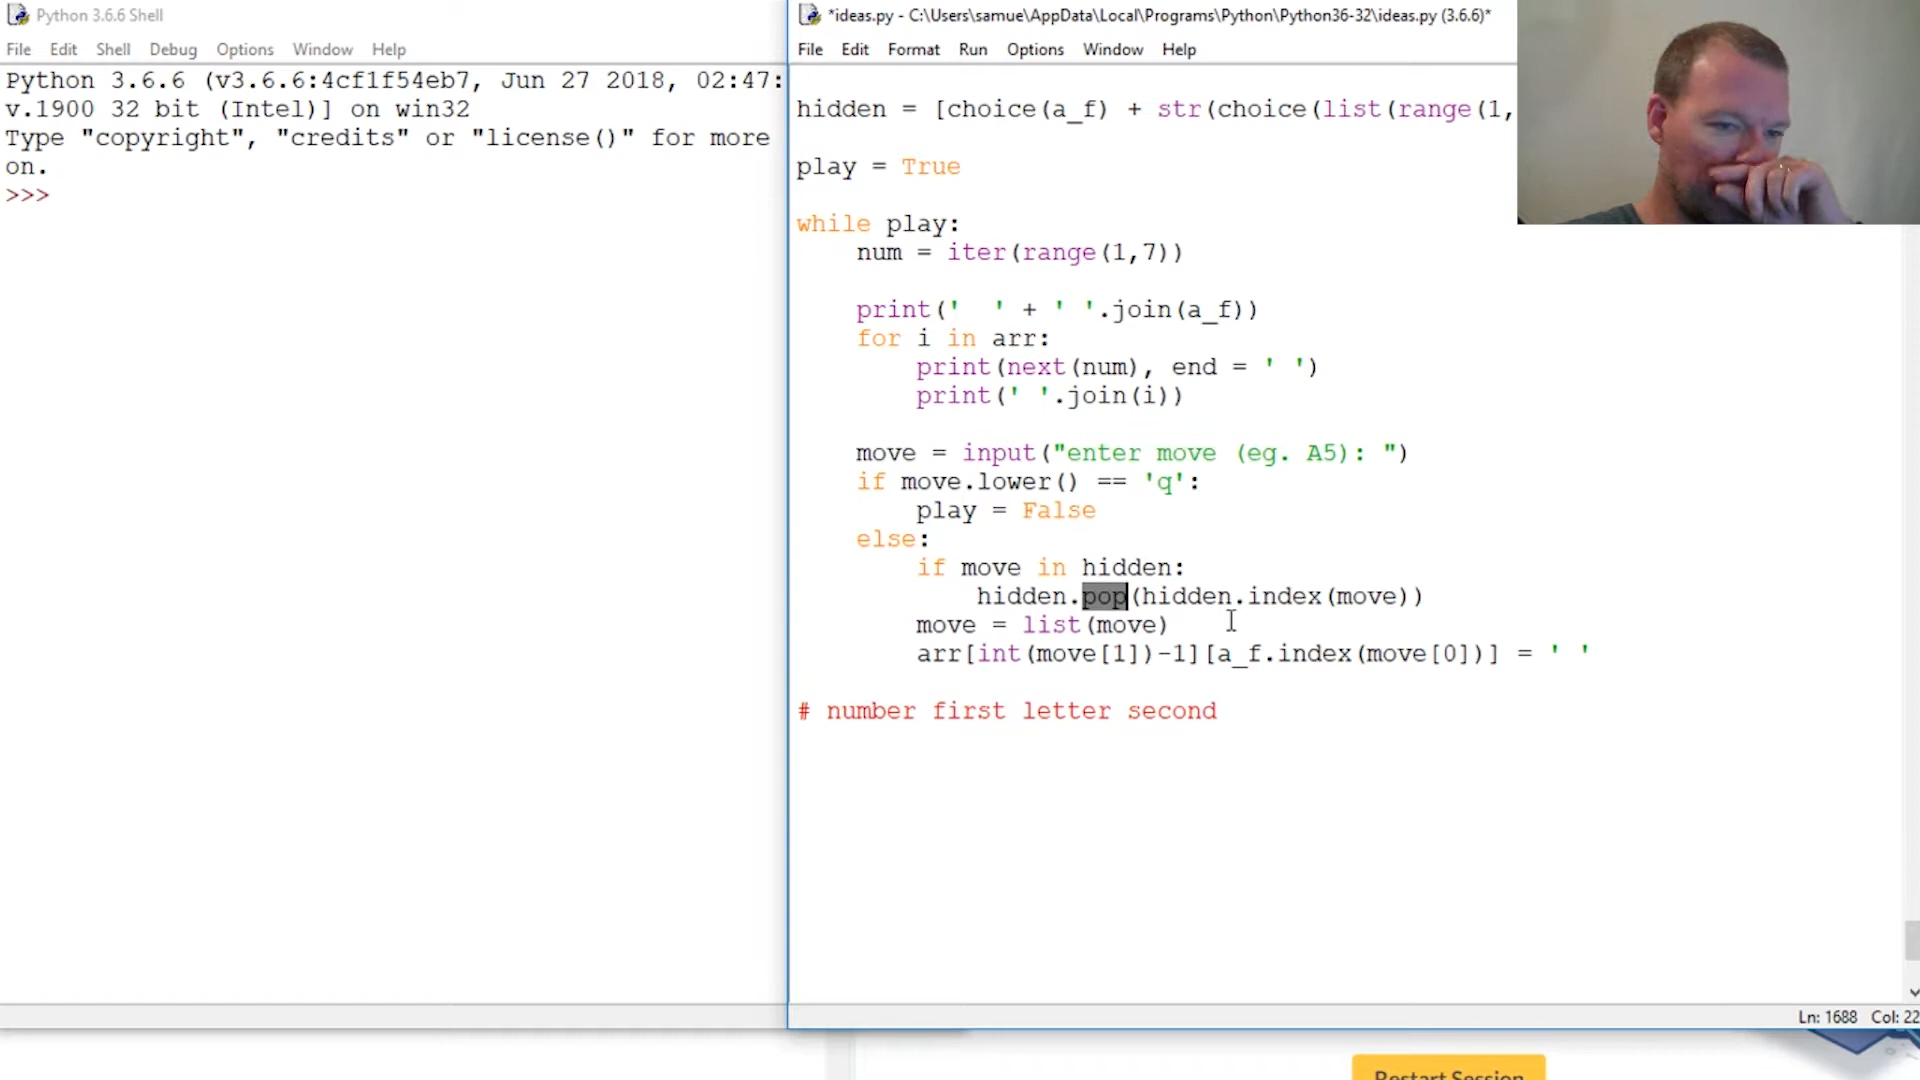 Python 3.6.6 Shell
File Edit Shell Debug Options Window Help
Python 3.6.6 (v3.6.6:4cf1f54eb7, Jun 27 2018, 02:47:
v.1900 32 bit (Intel)] on win32
Type "copyright", "credits" or "license()" for more
on.
>>>
*ideas.py - C:\Users\samue\AppData\Local\Programs\Python\Python36-32\ideas.py (3.6.6)*
File Edit Format Run Options Window Help
hidden = [choice(a_f) + str(choice(list(range(1,
play = True
while play:
    num = iter(range(1,7))
    print('  ' + ' '.join(a_f))
    for i in arr:
        print(next(num), end = ' ')
        print(' '.join(i))
    move = input("enter move (eg. A5): ")
    if move.lower() == 'q':
        play = False
    else:
        if move in hidden:
            hidden.pop(hidden.index(move))
        move = list(move)
        arr[int(move[1])-1][a_f.index(move[0])] = ' '
# number first letter second
Ln: 1688 Col: 22
Restart Session